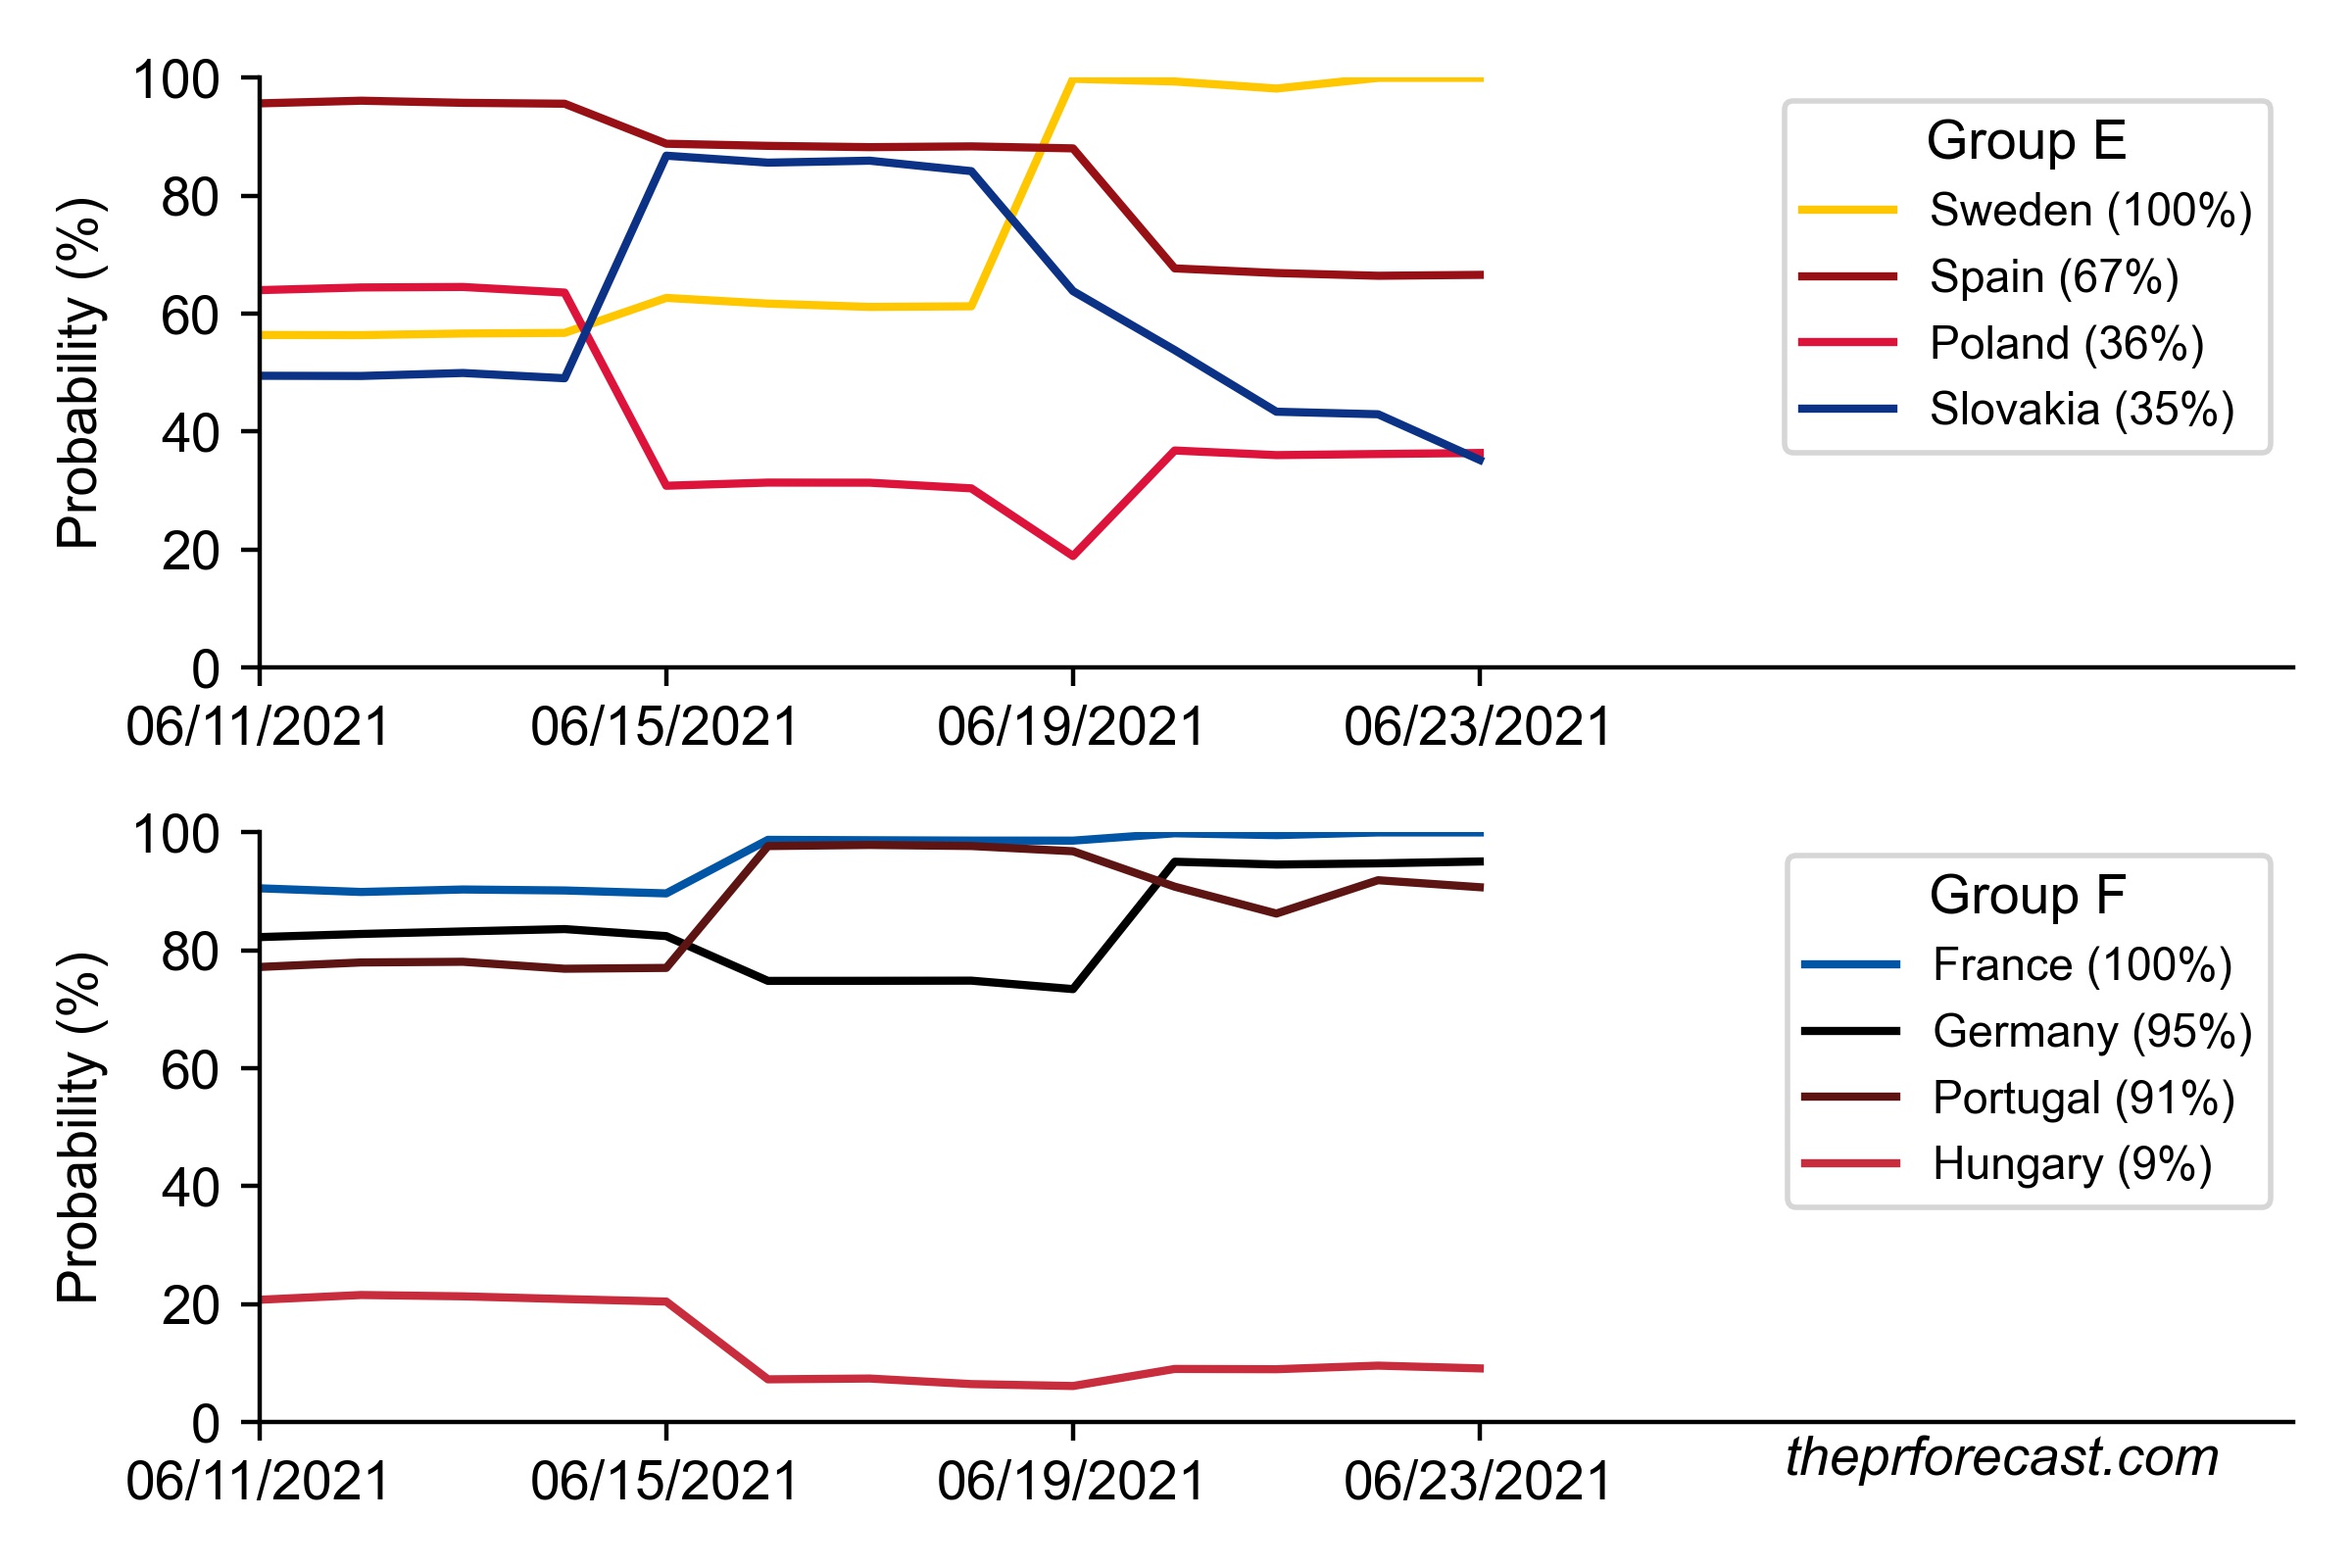 100
80
60
40
20
0
Probability (%)
06/11/2021 06/15/2021 06/19/2021 06/23/2021
Group E
Sweden (100%)
Spain (67%)
Poland (36%)
Slovakia (35%)
100
80
60
40
20
0
Probability (%)
06/11/2021 06/15/2021 06/19/2021 06/23/2021
Group F
France (100%)
Germany (95%)
Portugal (91%)
Hungary (9%)
theprforecast.com